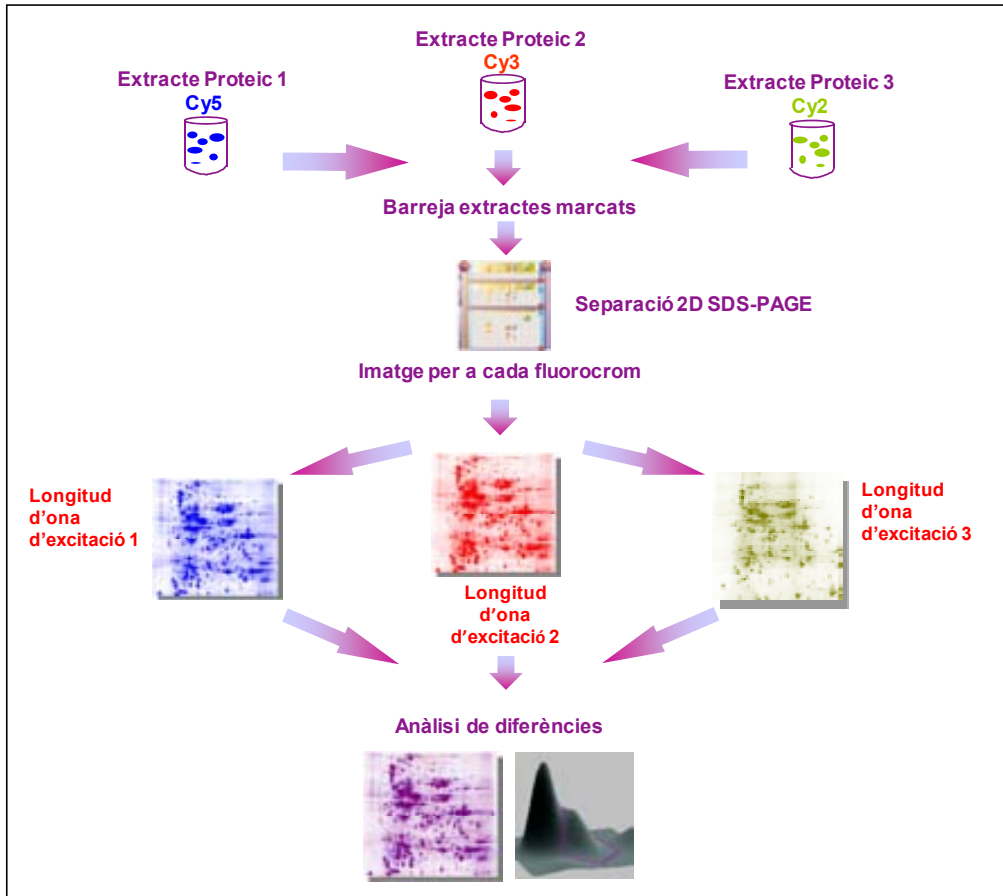 Extracte Proteic 2
Cy3
Extracte Proteic 1
Cy5
Extracte Proteic 3
Cy2
Barreja extractes marcats
Separació 2D SDS-PAGE
Imatge per a cada fluorocrom
Longitud
d'ona
d'excitació 1
Longitud
d'ona
d'excitació 2
Longitud
d'ona
d'excitació 3
Anàlisi de diferències